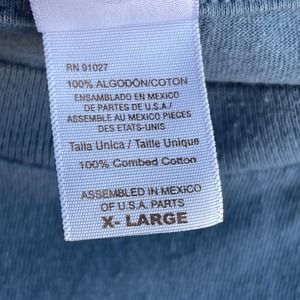 RN 91027
100% ALGODÓN/COTON
ENSAMBLADO EN MEXICO
DE PARTES DE U.S.A./
ASSEMBLE AU MEXICO PIECES
DES ETATS-UNIS
Talla Unica / Taille Unique
100% Combed Cotton
ASSEMBLED IN MEXICO
OF U.S.A. PARTS
X- LARGE